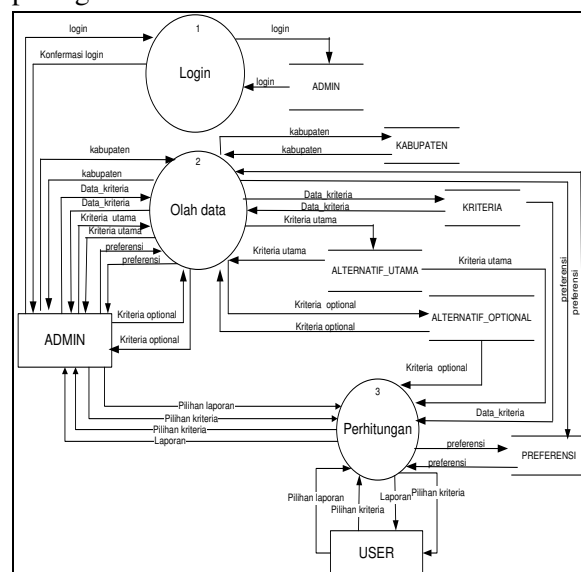 login
1
login
Konfermasi login
Login
login
ADMIN
kabupaten
KABUPATEN
kabupaten
kabupaten
2
kabupaten
Data_kriteria
Data_kriteria
Kriteria utama
Kriteria utama
preferensi
preferensi
Olah data
Data_kriteria
Data_kriteria
KRITERIA
Kriteria utama
Kriteria utama
ALTERNATIF_UTAMA
Kriteria utama
preferensi
preferensi
Kriteria optional
Kriteria optional
ALTERNATIF_OPTIONAL
Kriteria optional
ADMIN
Kriteria optional
Kriteria optional
3
Pilihan laporan
Pilihan kriteria
Pilihan kriteria
Laporan
Perhitungan
Data_kriteria
preferensi
preferensi
PREFERENSI
Pilihan laporan
Pilihan kriteria
Laporan
Pilihan kriteria
USER